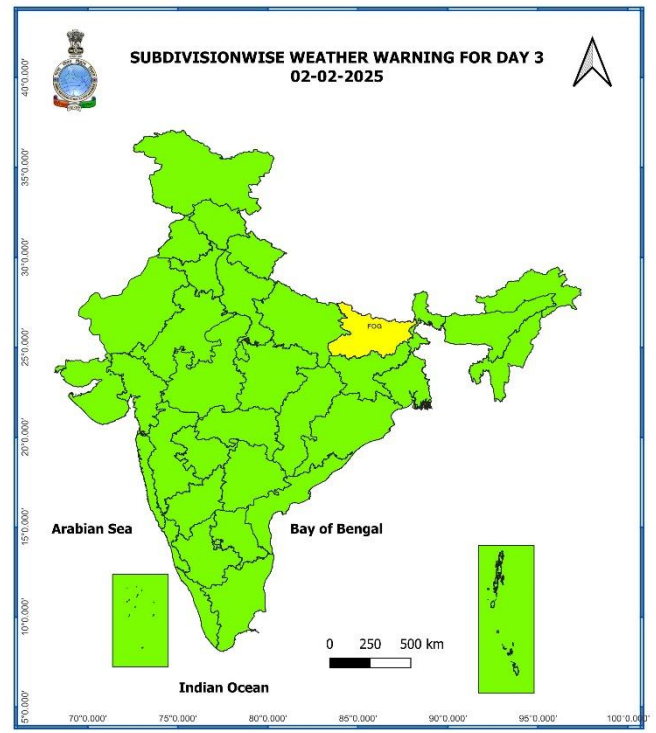 SUBDIVISIONWISE WEATHER WARNING FOR DAY 3
02-02-2025
40°0.000'
35°0.000'
30°0.000'
FOG
25°0.000'
20°0.000'
Arabian Sea
Bay of Bengal
15°0.000'
10°0.000'
0 250 500 km
Indian Ocean
5°0.000'
70°0.000' 75°0.000' 80°0.000' 85°0.000' 90°0.000' 95°0.000' 100°0.000'